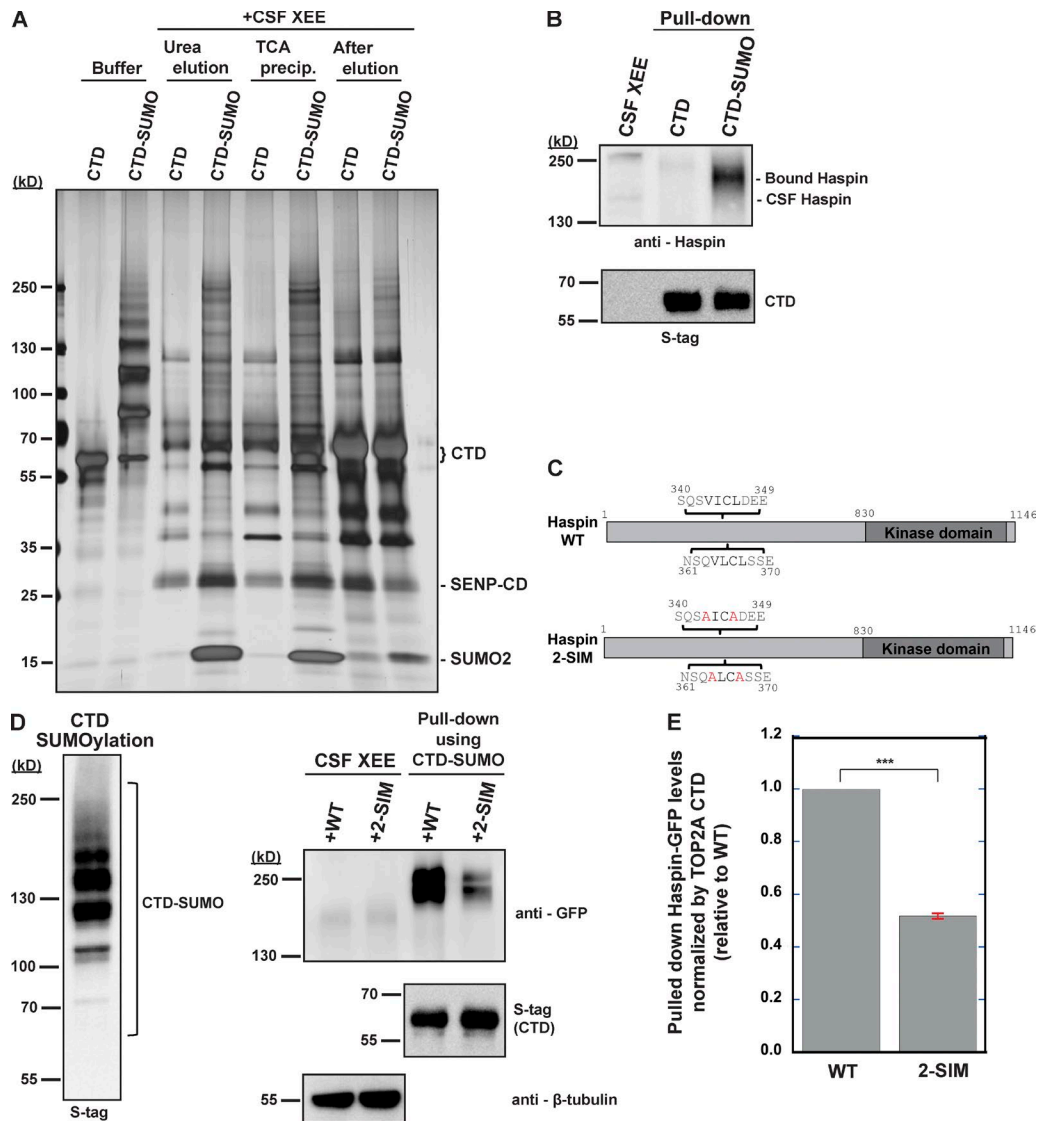 A
+CSF XEE
Buffer
Urea elution
TCA precip.
After elution
CTD
CTD-SUMO
CTD
CTD-SUMO
CTD
CTD-SUMO
CTD
CTD-SUMO
(kD)
250
130
100
70
55
35
25
15
} CTD
- SENP-CD
- SUMO2
B
Pull-down
CSF XEE
CTD
CTD-SUMO
(kD)
250
130
- Bound Haspin
- CSF Haspin
anti - Haspin
70
55
CTD
S-tag
C
340 349
SQSVICLDEE
1 830 1146
Haspin WT
Kinase domain
NSQVLCLSSE
361 370
340 349
SQSAICADEE
1 830 1146
Haspin 2-SIM
Kinase domain
NSQALCASSE
361 370
D
CTD
SUMOylation
(kD)
250
130
100
70
55
CTD-SUMO
S-tag
CSF XEE
Pull-down
using
CTD-SUMO
+WT
+2-SIM
+WT
+2-SIM
(kD)
250
130
anti - GFP
70
55
S-tag
(CTD)
55
anti - β-tubulin
E
Pulled down Haspin-GFP levels
normalized by TOP2A CTD
(relative to WT)
1.2
1.0
0.8
0.6
0.4
0.2
0.0
***
WT
2-SIM